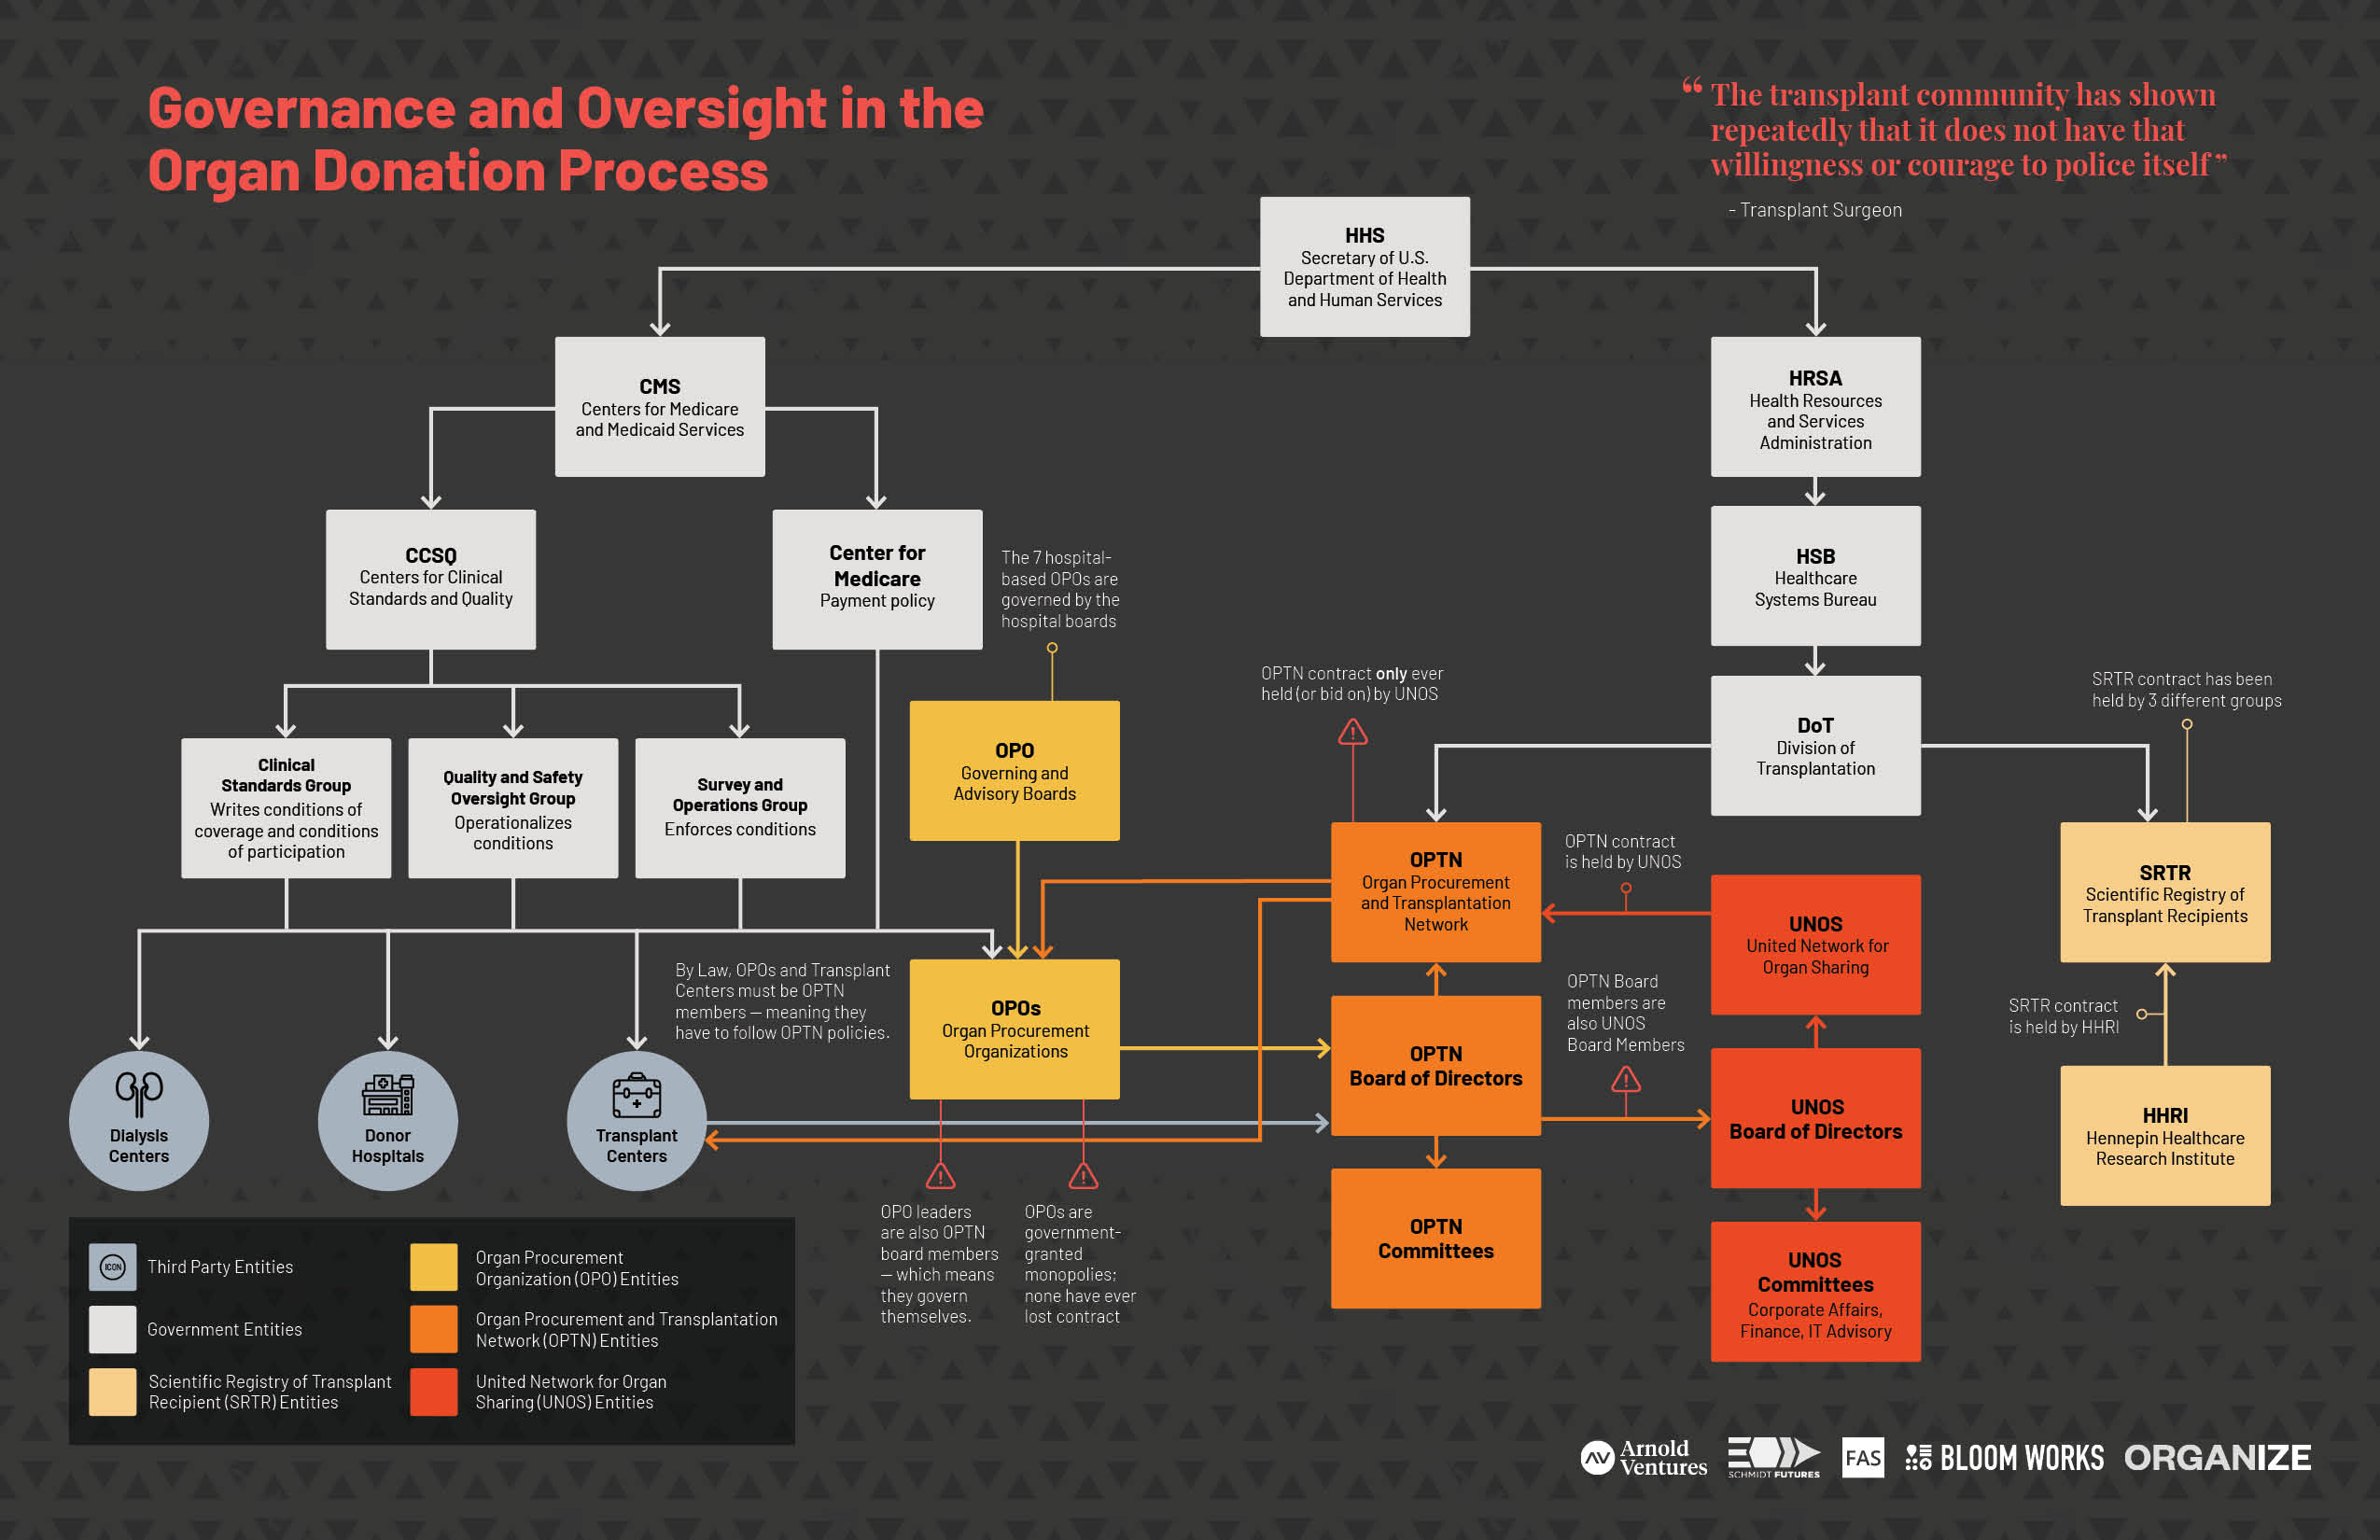 Governance and Oversight in the
Organ Donation Process
“ The transplant community has shown
repeatedly that it does not have that
willingness or courage to police itself”
- Transplant Surgeon
HHS
Secretary of U.S.
Department of Health
and Human Services
CMS
Centers for Medicare
and Medicaid Services
HRSA
Health Resources
and Services
Administration
CCSQ
Centers for Clinical
Standards and Quality
Center for
Medicare
Payment policy
The 7 hospital-
based OPOs are
governed by the
hospital boards
HSB
Healthcare
Systems Bureau
OPTN contract only ever
held (or bid on) by UNOS
SRTR contract has been
held by 3 different groups
DoT
Division of
Transplantation
Clinical
Standards Group
Writes conditions of
coverage and conditions
of participation
Quality and Safety
Oversight Group
Operationalizes
conditions
Survey and
Operations Group
Enforces conditions
OPO
Governing and
Advisory Boards
OPTN
Organ Procurement
and Transplantation
Network
OPTN contract
is held by UNOS
UNOS
United Network for
Organ Sharing
SRTR
Scientific Registry of
Transplant Recipients
By Law, OPOs and Transplant
Centers must be OPTN
members — meaning they
have to follow OPTN policies.
OPOs
Organ Procurement
Organizations
OPTN
Board of Directors
OPTN Board
members are
also UNOS
Board Members
SRTR contract
is held by HHRI
UNOS
Board of Directors
HHRI
Hennepin Healthcare
Research Institute
Dialysis
Centers
Donor
Hospitals
Transplant
Centers
OPO leaders
are also OPTN
board members
— which means
they govern
themselves.
OPOs are
government-
granted
monopolies;
none have ever
lost contract
OPTN
Committees
UNOS
Committees
Corporate Affairs,
Finance, IT Advisory
ICON
Third Party Entities
Government Entities
Scientific Registry of Transplant
Recipient (SRTR) Entities
Organ Procurement
Organization (OPO) Entities
Organ Procurement and Transplantation
Network (OPTN) Entities
United Network for Organ
Sharing (UNOS) Entities
AV Arnold
Ventures
SCHMIDT FUTURES
FAS
BLOOM WORKS
ORGANIZE